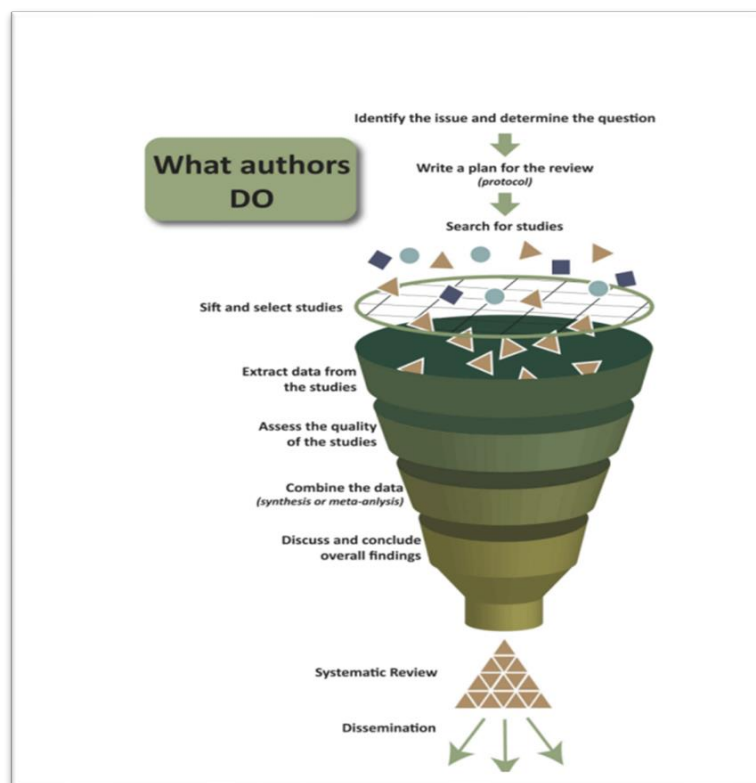 Identify the issue and determine the question
What authors
DO
Write a plan for the review
(protocol)
Search for studies
Sift and select studies
Extract data from
the studies
Assess the quality
of the studies
Combine the data
(synthesis or meta-anlysis)
Discuss and conclude
overall findings
Systematic Review
Dissemination